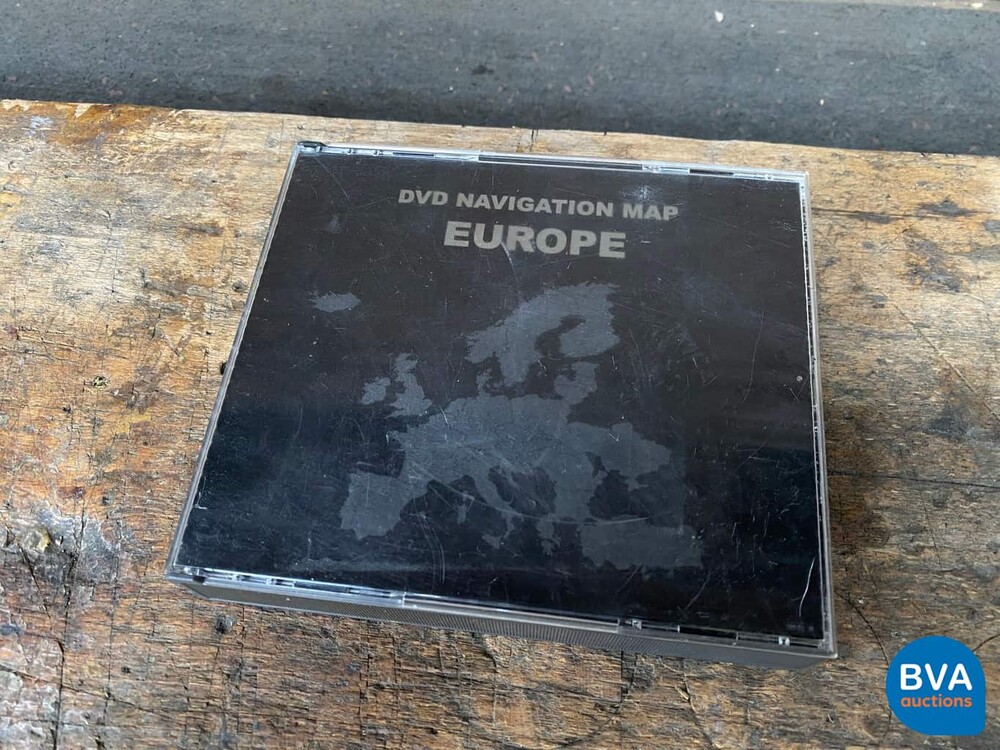 DVD NAVIGATION MAP
EUROPE
BVA
auctions